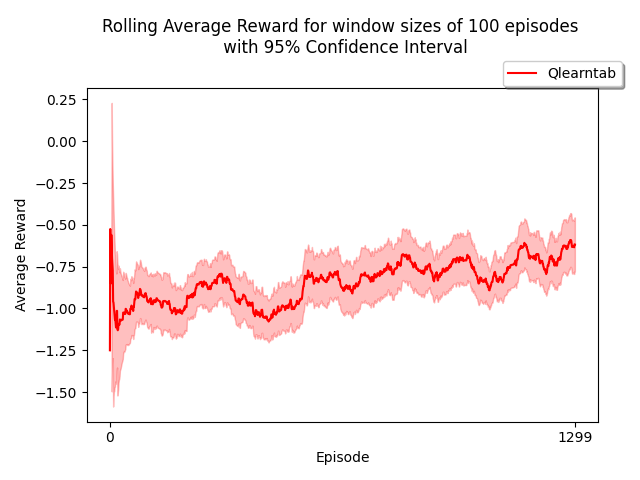 Rolling Average Reward for window sizes of 100 episodes
with 95% Confidence Interval
Qlearntab
0.25
0.00
−0.25
−0.50
−0.75
−1.00
−1.25
−1.50
Average Reward
0
1299
Episode